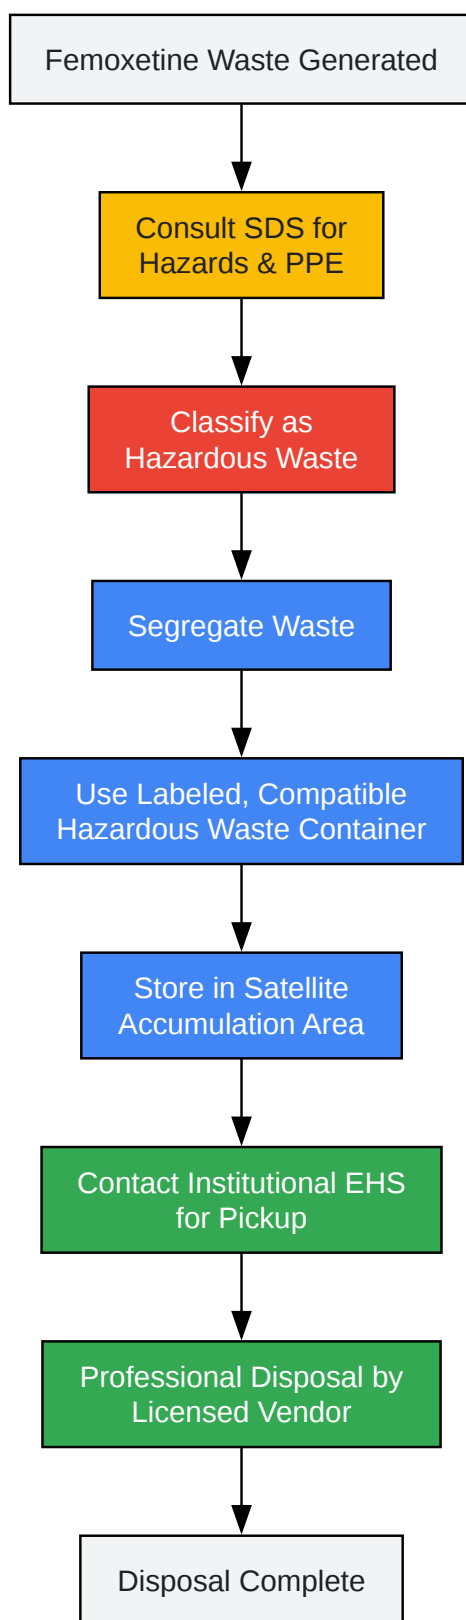 Femoxetine Waste Generated
Consult SDS for
Hazards & PPE
Classify as
Hazardous Waste
Segregate Waste
Use Labeled, Compatible
Hazardous Waste Container
Store in Satellite
Accumulation Area
Contact Institutional EHS
for Pickup
Professional Disposal by
Licensed Vendor
Disposal Complete